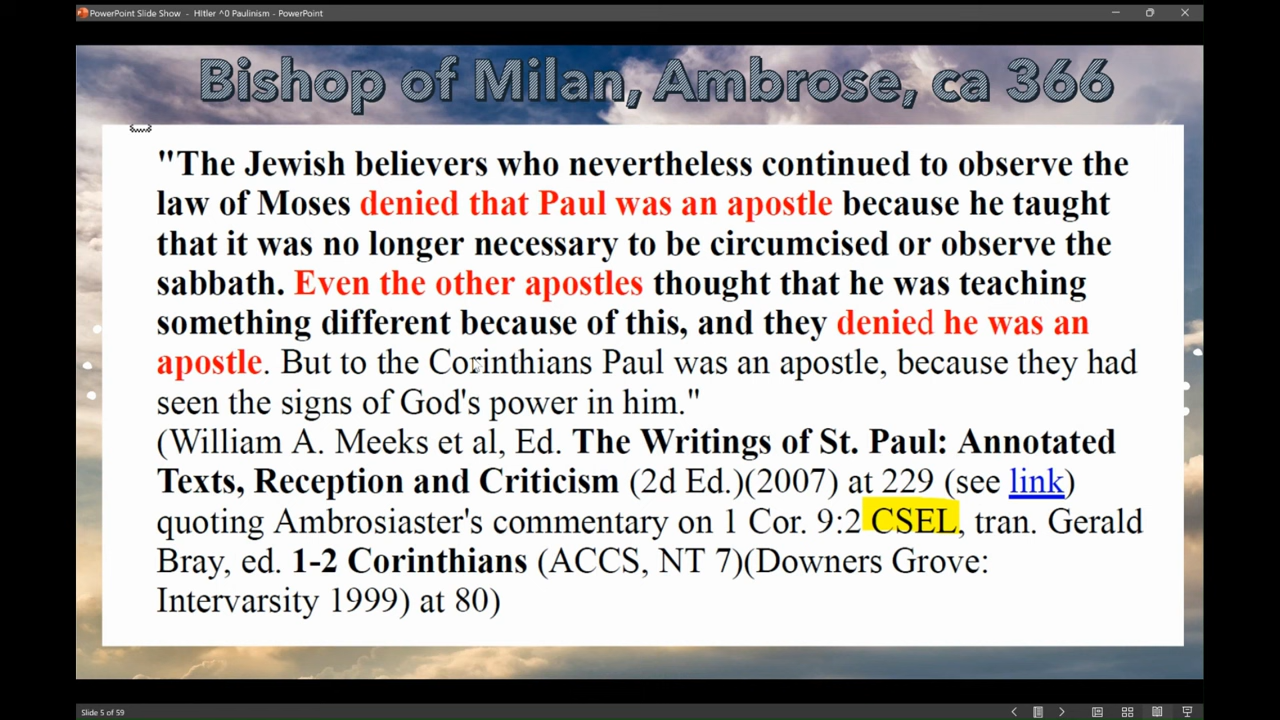 PowerPoint Slide Show - Hitler ^0 Paulinism - PowerPoint
Bishop of Milan, Ambrose, ca 366
"The Jewish believers who nevertheless continued to observe the
law of Moses denied that Paul was an apostle because he taught
that it was no longer necessary to be circumcised or observe the
sabbath. Even the other apostles thought that he was teaching
something different because of this, and they denied he was an
apostle. But to the Corinthians Paul was an apostle, because they had
seen the signs of God's power in him."
(William A. Meeks et al, Ed. The Writings of St. Paul: Annotated
Texts, Reception and Criticism (2d Ed.)(2007) at 229 (see link)
quoting Ambrosiaster's commentary on 1 Cor. 9:2 CSEL, tran. Gerald
Bray, ed. 1-2 Corinthians (ACCS, NT 7)(Downers Grove:
Intervarsity 1999) at 80)
Slide 5 of 59